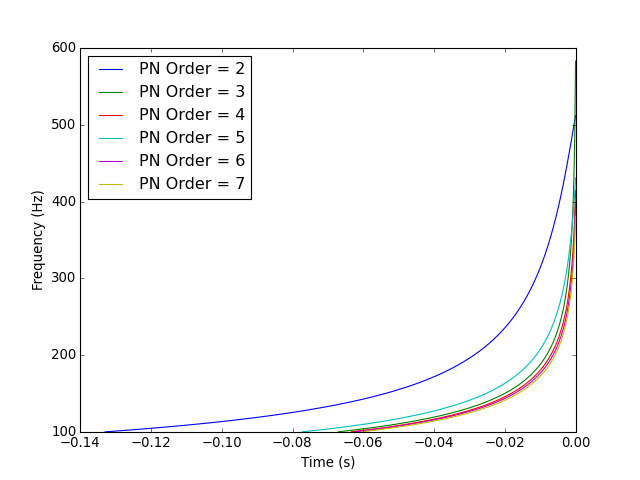 600
500
400
300
200
100
Frequency (Hz)
PN Order = 2
PN Order = 3
PN Order = 4
PN Order = 5
PN Order = 6
PN Order = 7
−0.14 −0.12 −0.10 −0.08 −0.06 −0.04 −0.02 0.00
Time (s)